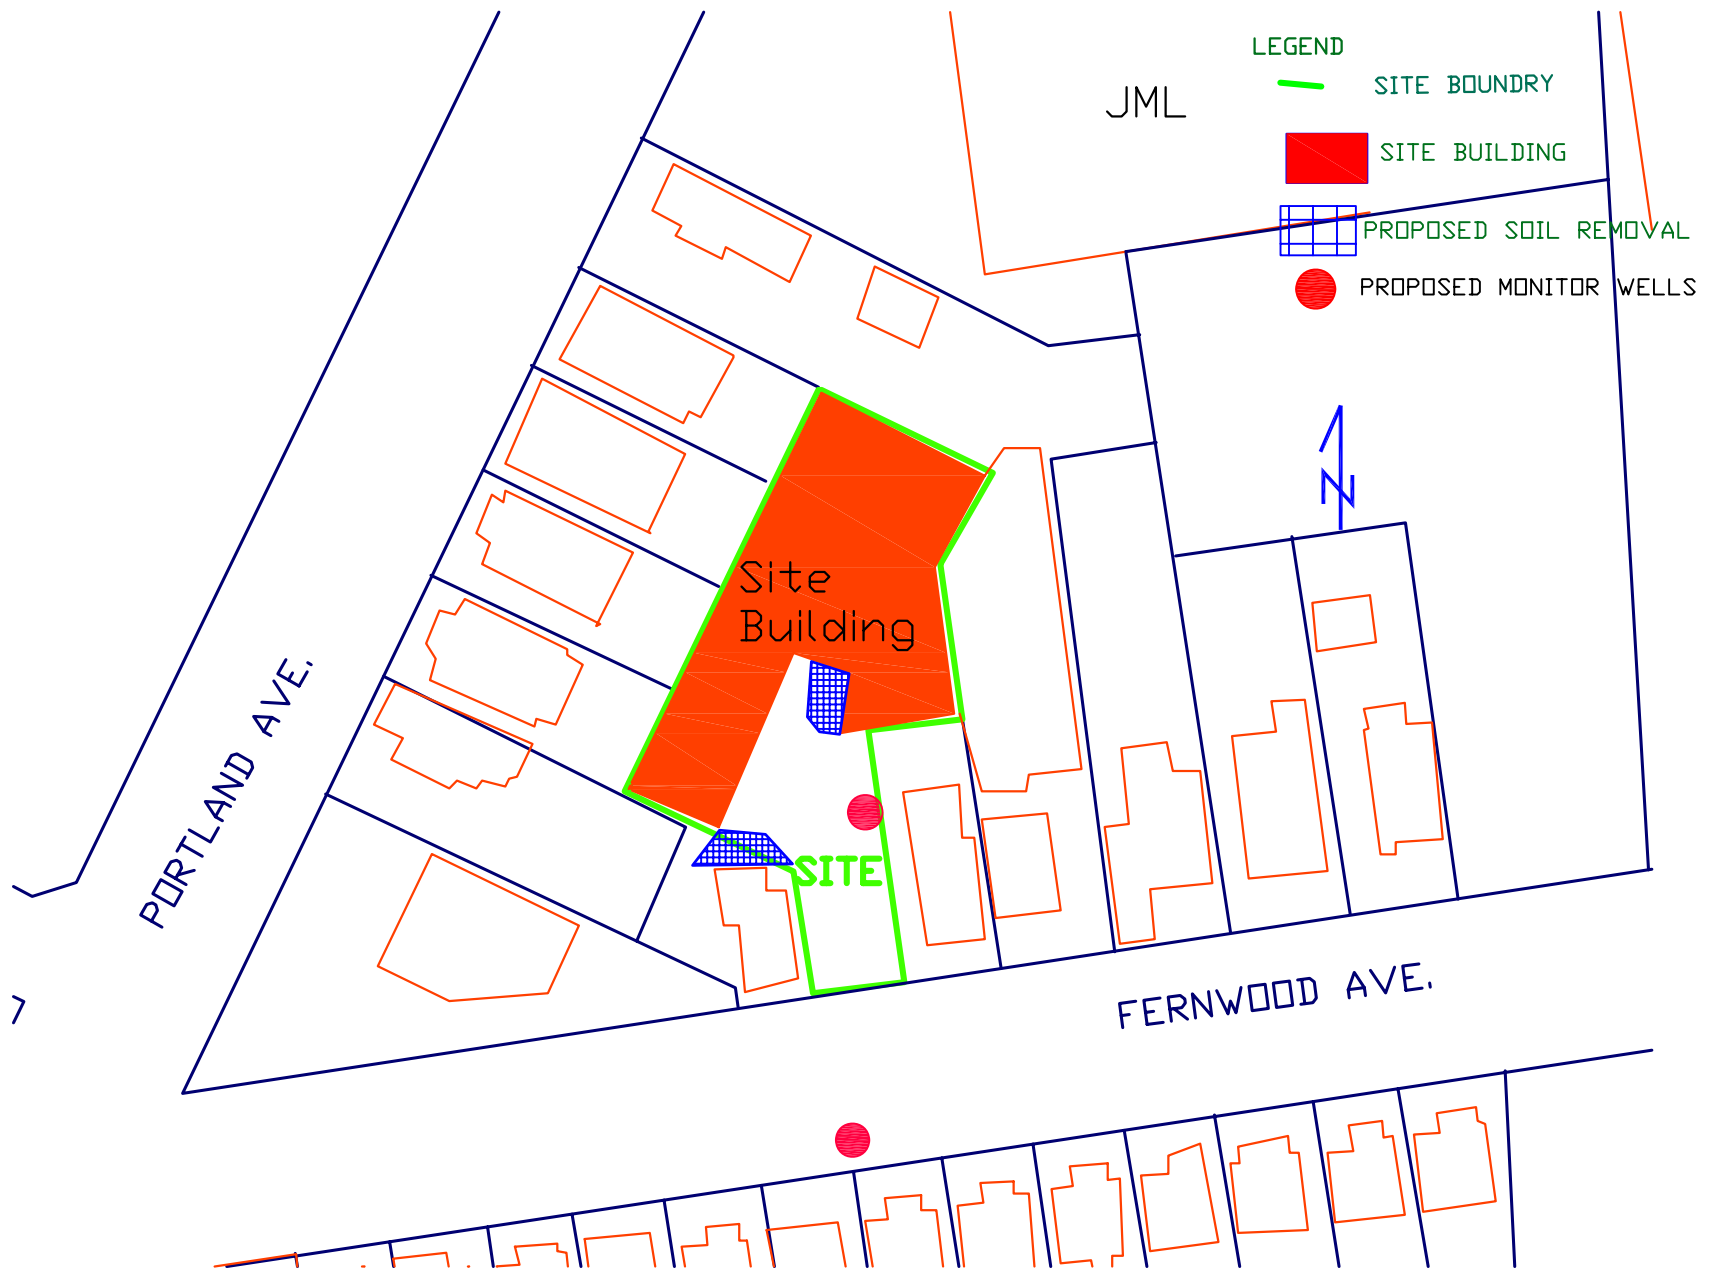 LEGEND
SITE BOUNDRY
JML
SITE BUILDING
PROPOSED SOIL REMOVAL
PROPOSED MONITOR WELLS
N
Site
Building
PORTLAND AVE.
SITE
FERNWOOD AVE.